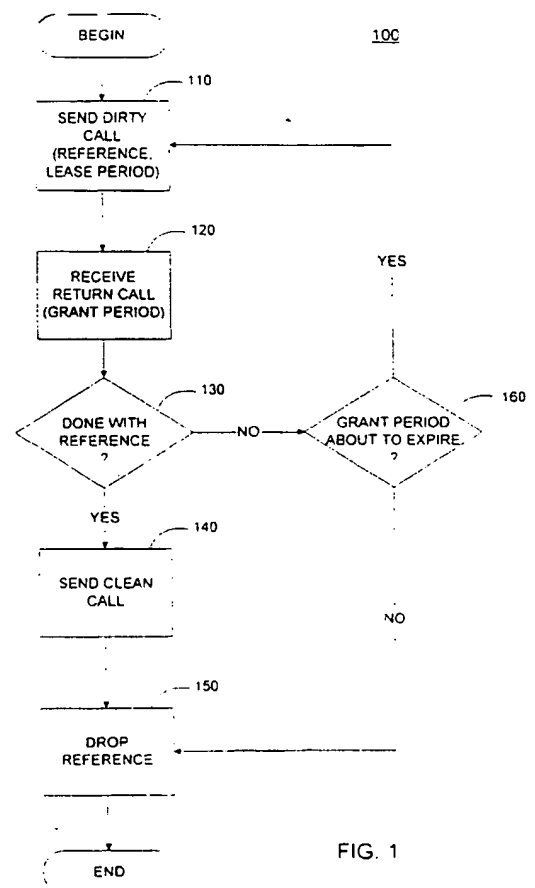 BEGIN
100
110
SEND DIRTY
CALL
(REFERENCE,
LEASE PERIOD)
120
RECEIVE
RETURN CALL
(GRANT PERIOD)
YES
130
DONE WITH
REFERENCE
?
NO
160
GRANT PERIOD
ABOUT TO EXPIRE
?
YES
140
SEND CLEAN
CALL
NO
150
DROP
REFERENCE
END
FIG. 1